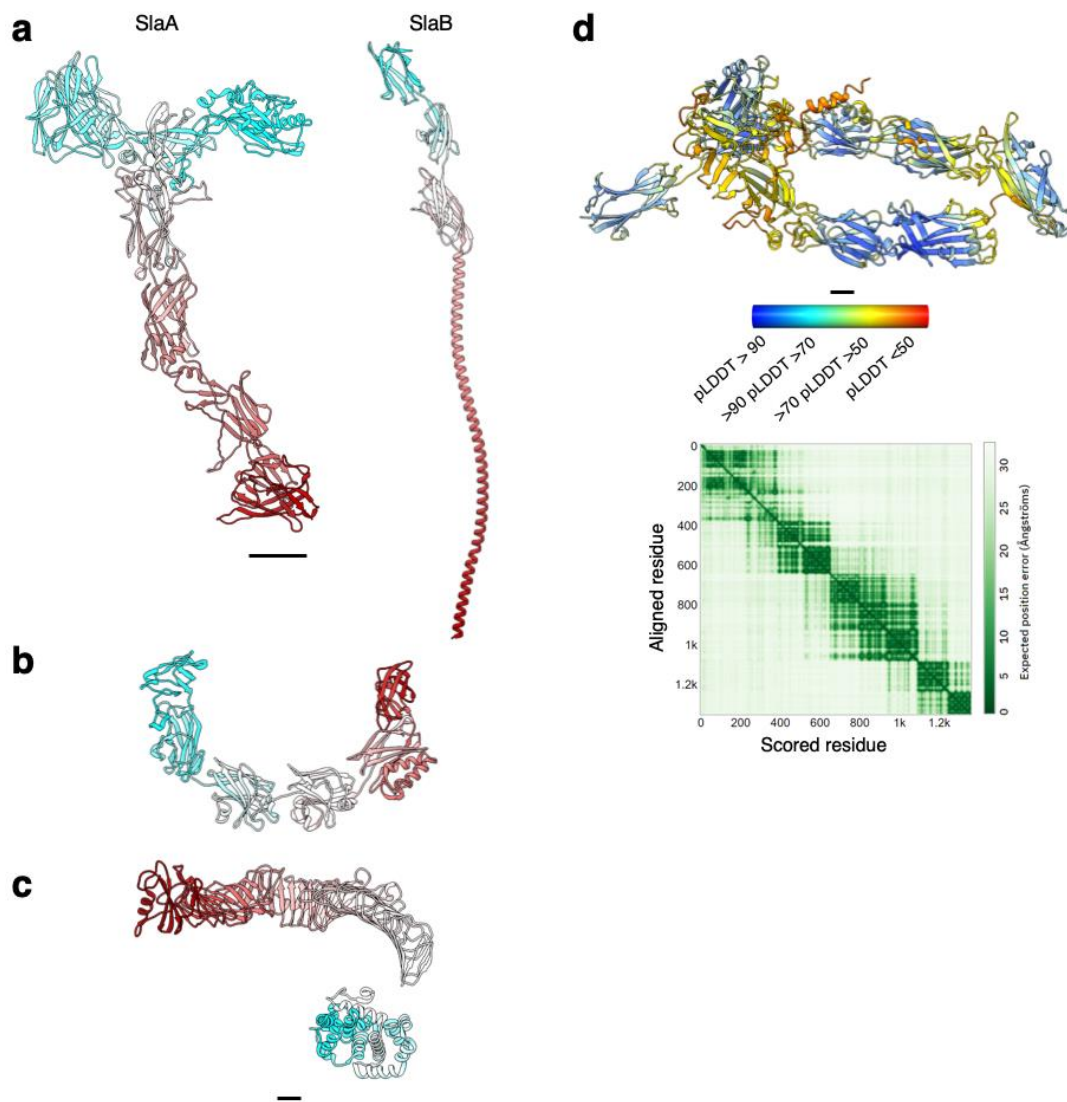 a
SlaA
SlaB
b
c
d
pLDDT > 90
>90 pLDDT >70
>70 pLDDT >50
pLDDT <50
0
200
400
600
800
1k
1.2k
Aligned residue
0 200 400 600 800 1k 1.2k
Scored residue
30
25
20
15
10
5
0
Expected position error (Ångströms)